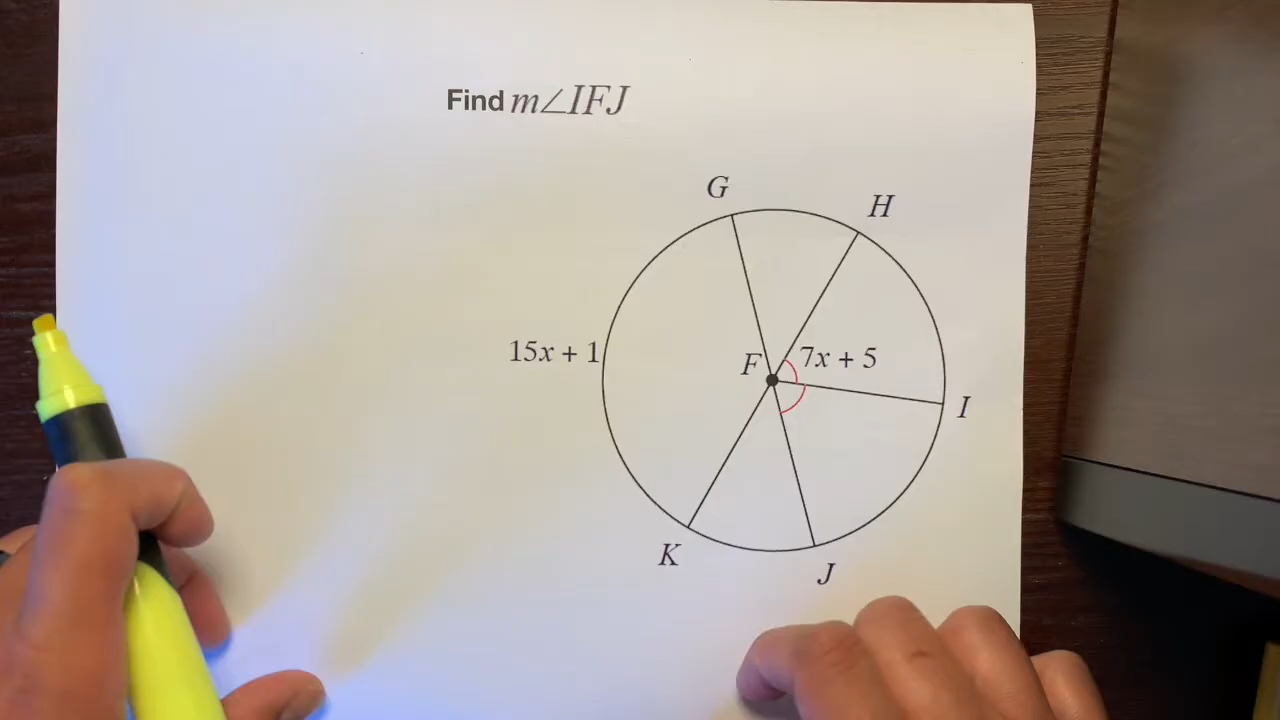 Find m∠IFJ
G
H
15x + 1
F
7x + 5
I
K
J